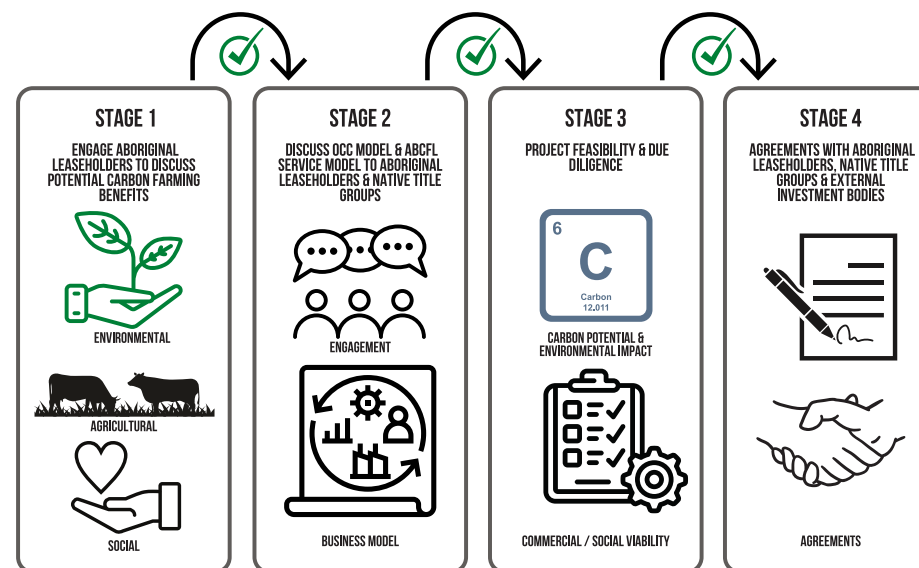 STAGE 1
ENGAGE ABORIGINAL
LEASEHOLDERS TO DISCUSS
POTENTIAL CARBON FARMING
BENEFITS
ENVIRONMENTAL
AGRICULTURAL
SOCIAL
STAGE 2
DISCUSS OCC MODEL & ABCFL
SERVICE MODEL TO ABORIGINAL
LEASEHOLDERS & NATIVE TITLE
GROUPS
ENGAGEMENT
BUSINESS MODEL
STAGE 3
PROJECT FEASIBILITY & DUE
DILIGENCE
6
C
Carbon
12.011
CARBON POTENTIAL &
ENVIRONMENTAL IMPACT
COMMERCIAL / SOCIAL VIABILITY
STAGE 4
AGREEMENTS WITH ABORIGINAL
LEASEHOLDERS, NATIVE TITLE
GROUPS & EXTERNAL
INVESTMENT BODIES
AGREEMENTS